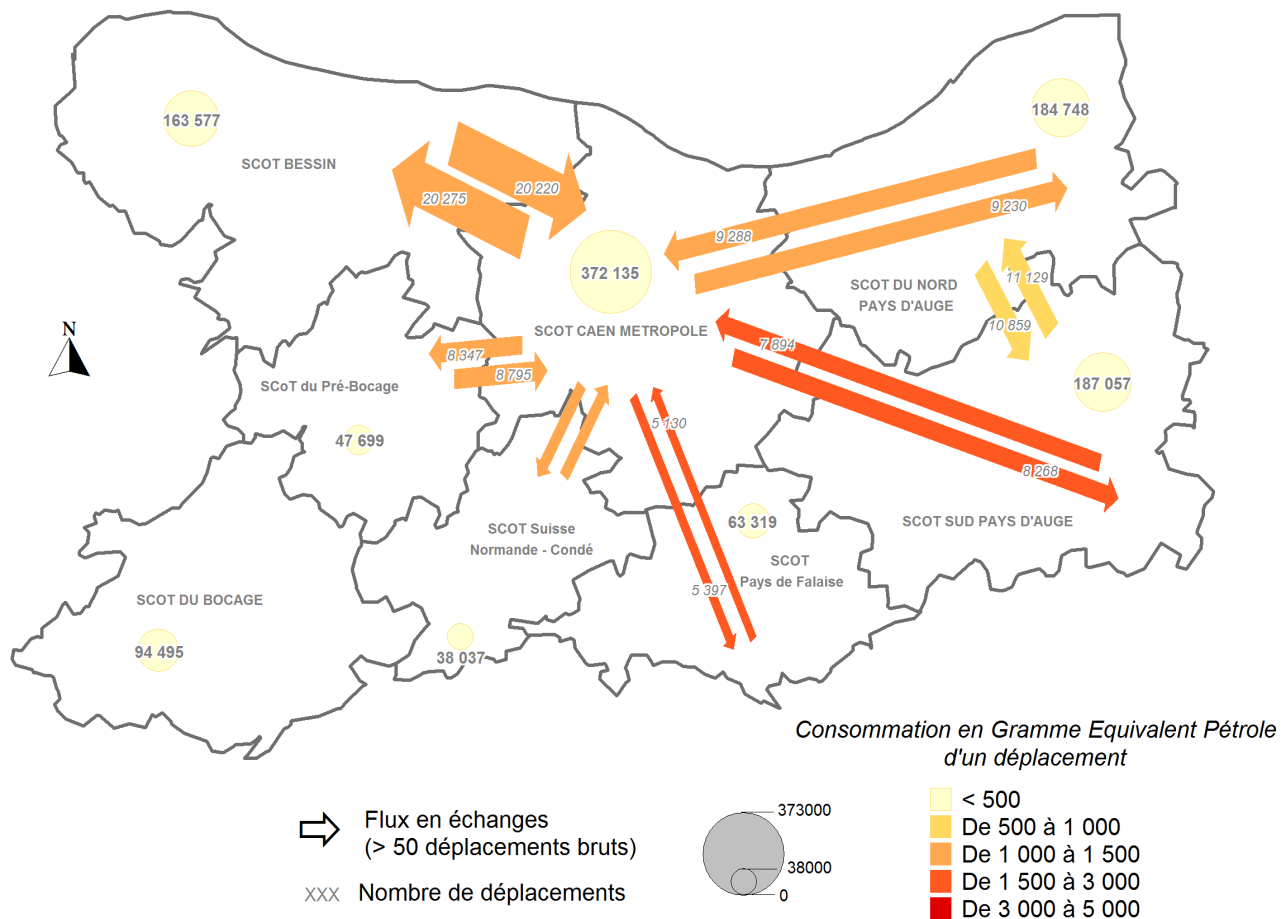 163 577
SCOT BESSIN
20 275
20 220
184 748
9 288
9 230
372 135
SCOT CAEN METROPOLE
SCOT DU NORD
PAYS D'AUGE
11 129
10 859
N
8 347
8 795
7 894
187 057
SCoT du Pré-Bocage
47 699
5 130
8 268
63 319
SCOT SUD PAYS D'AUGE
SCOT Suisse
Normande - Condé
SCOT
Pays de Falaise
5 397
SCOT DU BOCAGE
94 495
38 037
Consommation en Gramme Equivalent Pétrole
d'un déplacement
< 500
De 500 à 1 000
De 1 000 à 1 500
De 1 500 à 3 000
De 3 000 à 5 000
Flux en échanges
(> 50 déplacements bruts)
xxx Nombre de déplacements
373000
38000
0